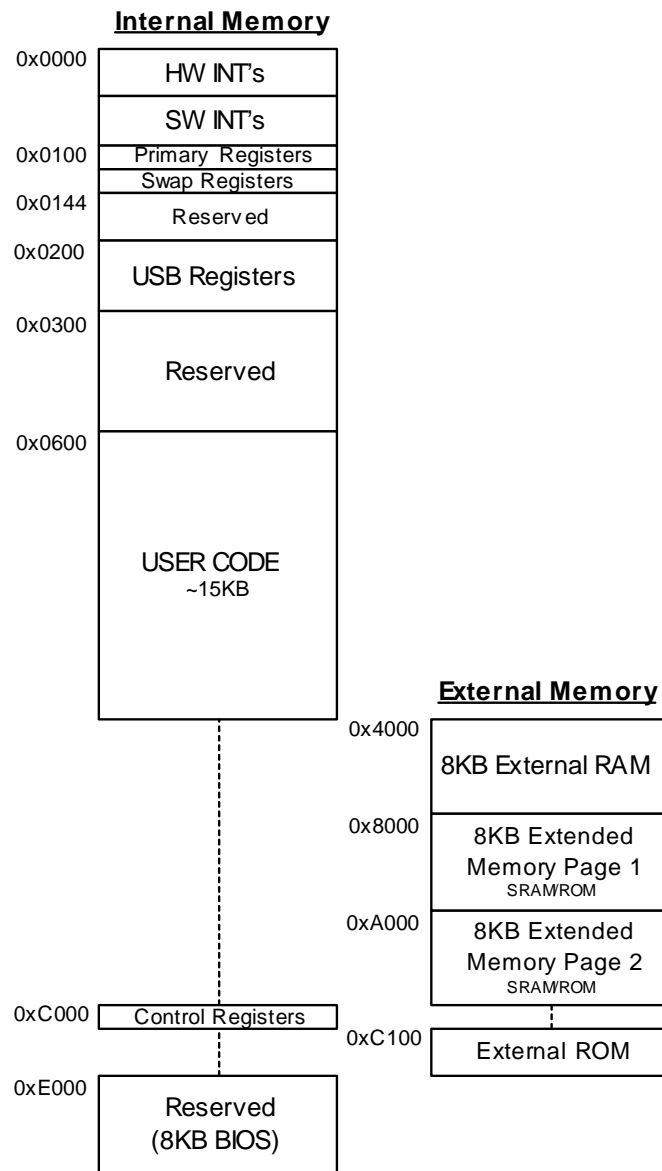 Internal Memory
0x0000
HW INT's
SW INT's
0x0100
Primary Registers
Swap Registers
0x0144
Reserved
0x0200
USB Registers
0x0300
Reserved
0x0600
USER CODE
~15KB
External Memory
0x4000
8KB External RAM
0x8000
8KB Extended
Memory Page 1
SRAM/ROM
0xA000
8KB Extended
Memory Page 2
SRAM/ROM
0xC000
Control Registers
0xC100
External ROM
0xE000
Reserved
(8KB BIOS)